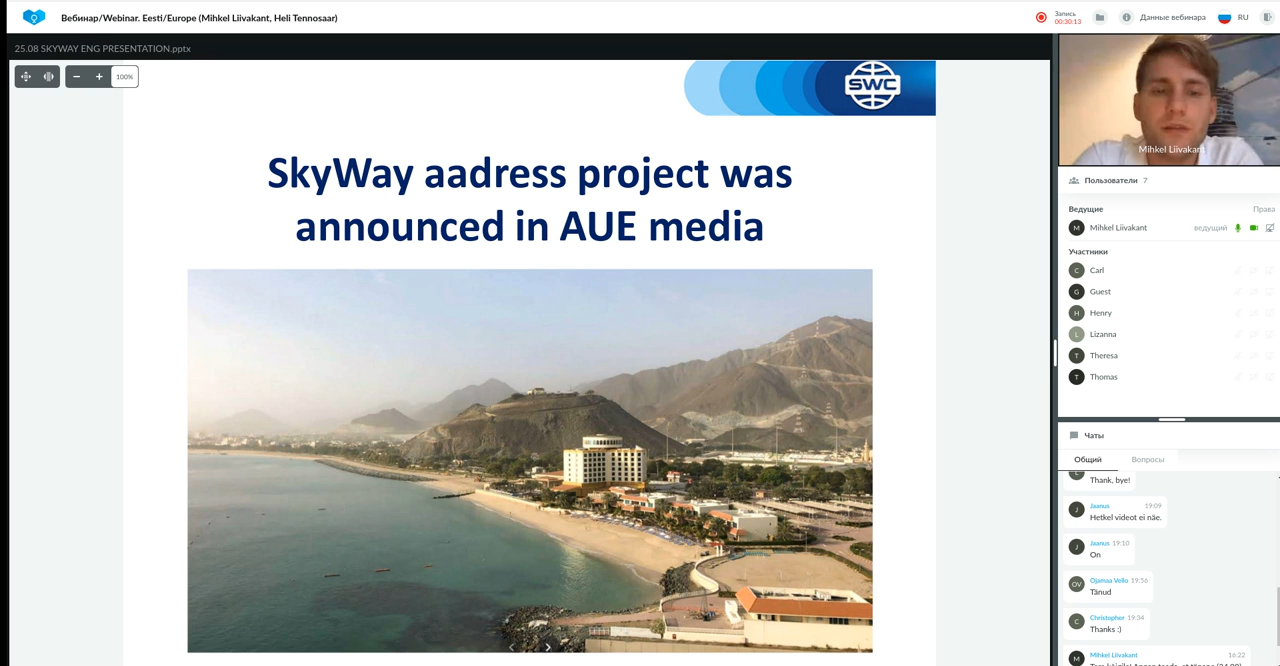 Вебинар/Webinar. Eesti/Europe (Mihkel Liivakant, Heli Tennosaar)
Запись
00:30:13
Данные вебинара
RU
25.08 SKYWAY ENG PRESENTATION.pptx
100%
SWC
SkyWay aadress project was
announced in AUE media
Mihkel Liivakant
Пользователи 7
Ведущие Права
M Mihkel Liivakant ведущий
Участники
C Carl
G Guest
H Henry
L Lizanna
T Theresa
T Thomas
Чаты
Общий Вопросы
Thank, bye!
J Jaanus 19:09
Hetkel videot ei näe.
J Jaanus 19:10
On
OV Ojamaa Vello 19:56
Tänud
C Christopher 19:34
Thanks :)
M Mihkel Liivakant 16:22